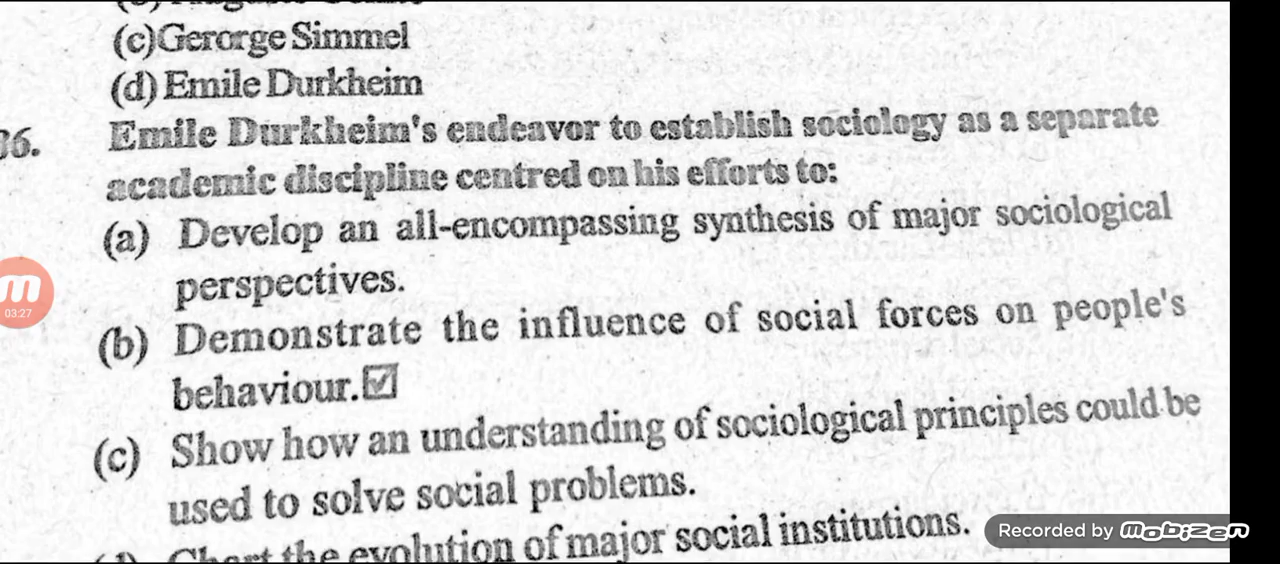 (c)Gerorge Simmel
(d) Emile Durkheim
06. Emile Durkheim's endeavor to establish sociology as a separate
academic discipline centred on his efforts to:
(a) Develop an all-encompassing synthesis of major sociological
perspectives.
(b) Demonstrate the influence of social forces on people's
behaviour.☑
(c) Show how an understanding of sociological principles could be
used to solve social problems.
Chart the evolution of major social institutions.
03:27
Recorded by Mobizen